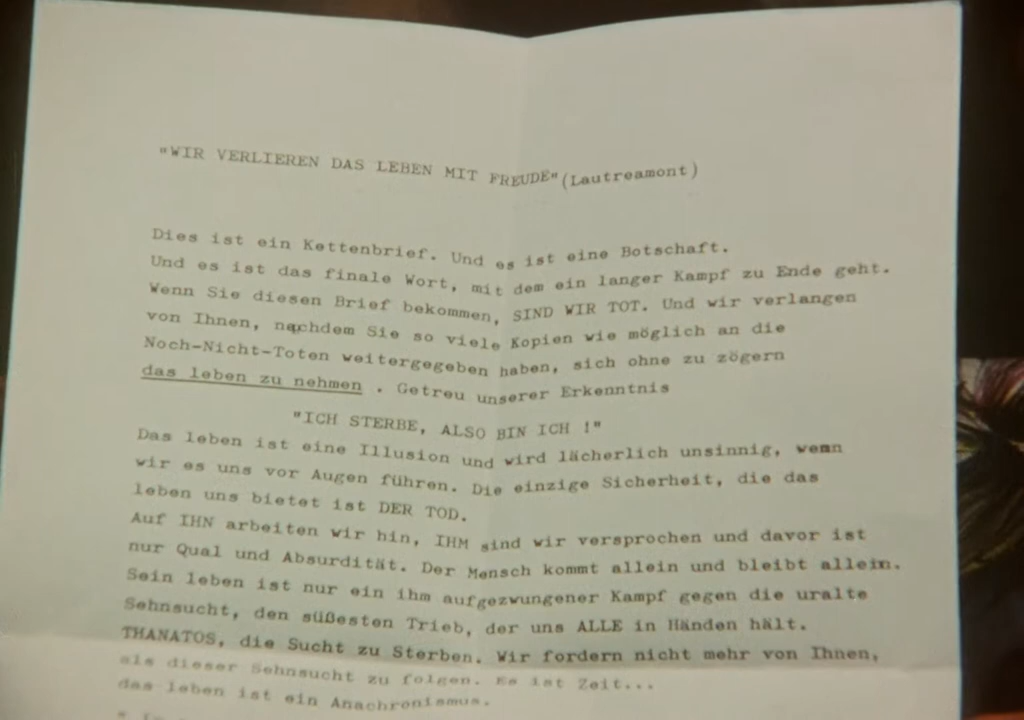 "WIR VERLIEREN DAS LEBEN MIT FREUDE"(Lautreamont)
Dies ist ein Kettenbrief. Und es ist eine Botschaft.
Und es ist das finale Wort, mit dem ein langer Kampf zu Ende geht.
Wenn Sie diesen Brief bekommen, SIND WIR TOT. Und wir verlangen
von Ihnen, nachdem Sie so viele Kopien wie möglich an die
Noch-Nicht-Toten weitergegeben haben, sich ohne zu zögern
das leben zu nehmen . Getreu unserer Erkenntnis
"ICH STERBE, ALSO BIN ICH !"
Das leben ist eine Illusion und wird lächerlich unsinnig, wenn
wir es uns vor Augen führen. Die einzige Sicherheit, die das
leben uns bietet ist DER TOD.
Auf IHN arbeiten wir hin, IHM sind wir versprochen und davor ist
nur Qual und Absurdität. Der Mensch kommt allein und bleibt allein.
Sein leben ist nur ein ihm aufgezwungener Kampf gegen die uralte
Sehnsucht, den süßesten Trieb, der uns ALLE in Händen hält.
THANATOS, die Sucht zu Sterben. Wir fordern nicht mehr von Ihnen,
als dieser Sehnsucht zu folgen. Es ist Zeit...
das leben ist ein Anachronismus.